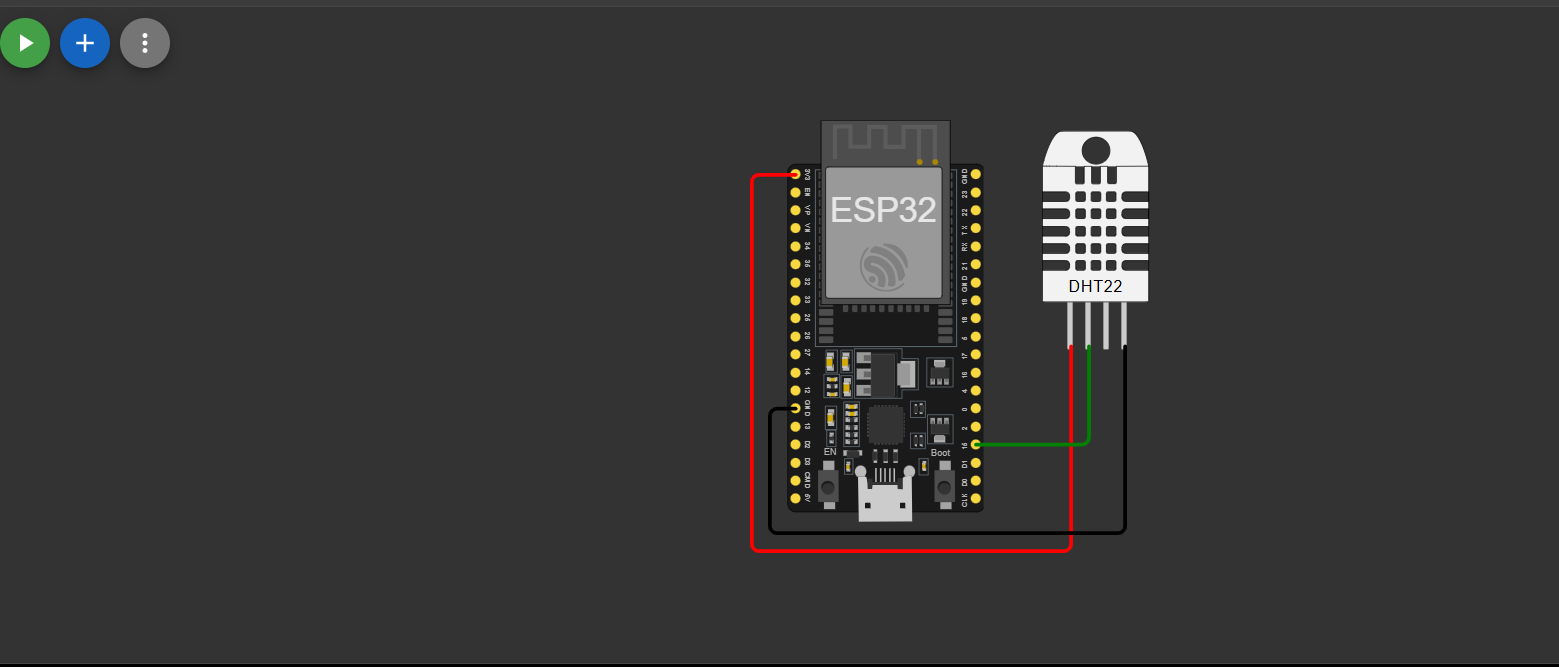 ESP32
DHT22
3V3
EN
VP
VN
34
35
32
33
25
26
27
14
12
GND
13
D2
D3
CMD
5V
GND
23
22
TX
RX
21
GND
19
18
5
17
16
4
0
2
15
D1
D0
CLK
EN
Boot